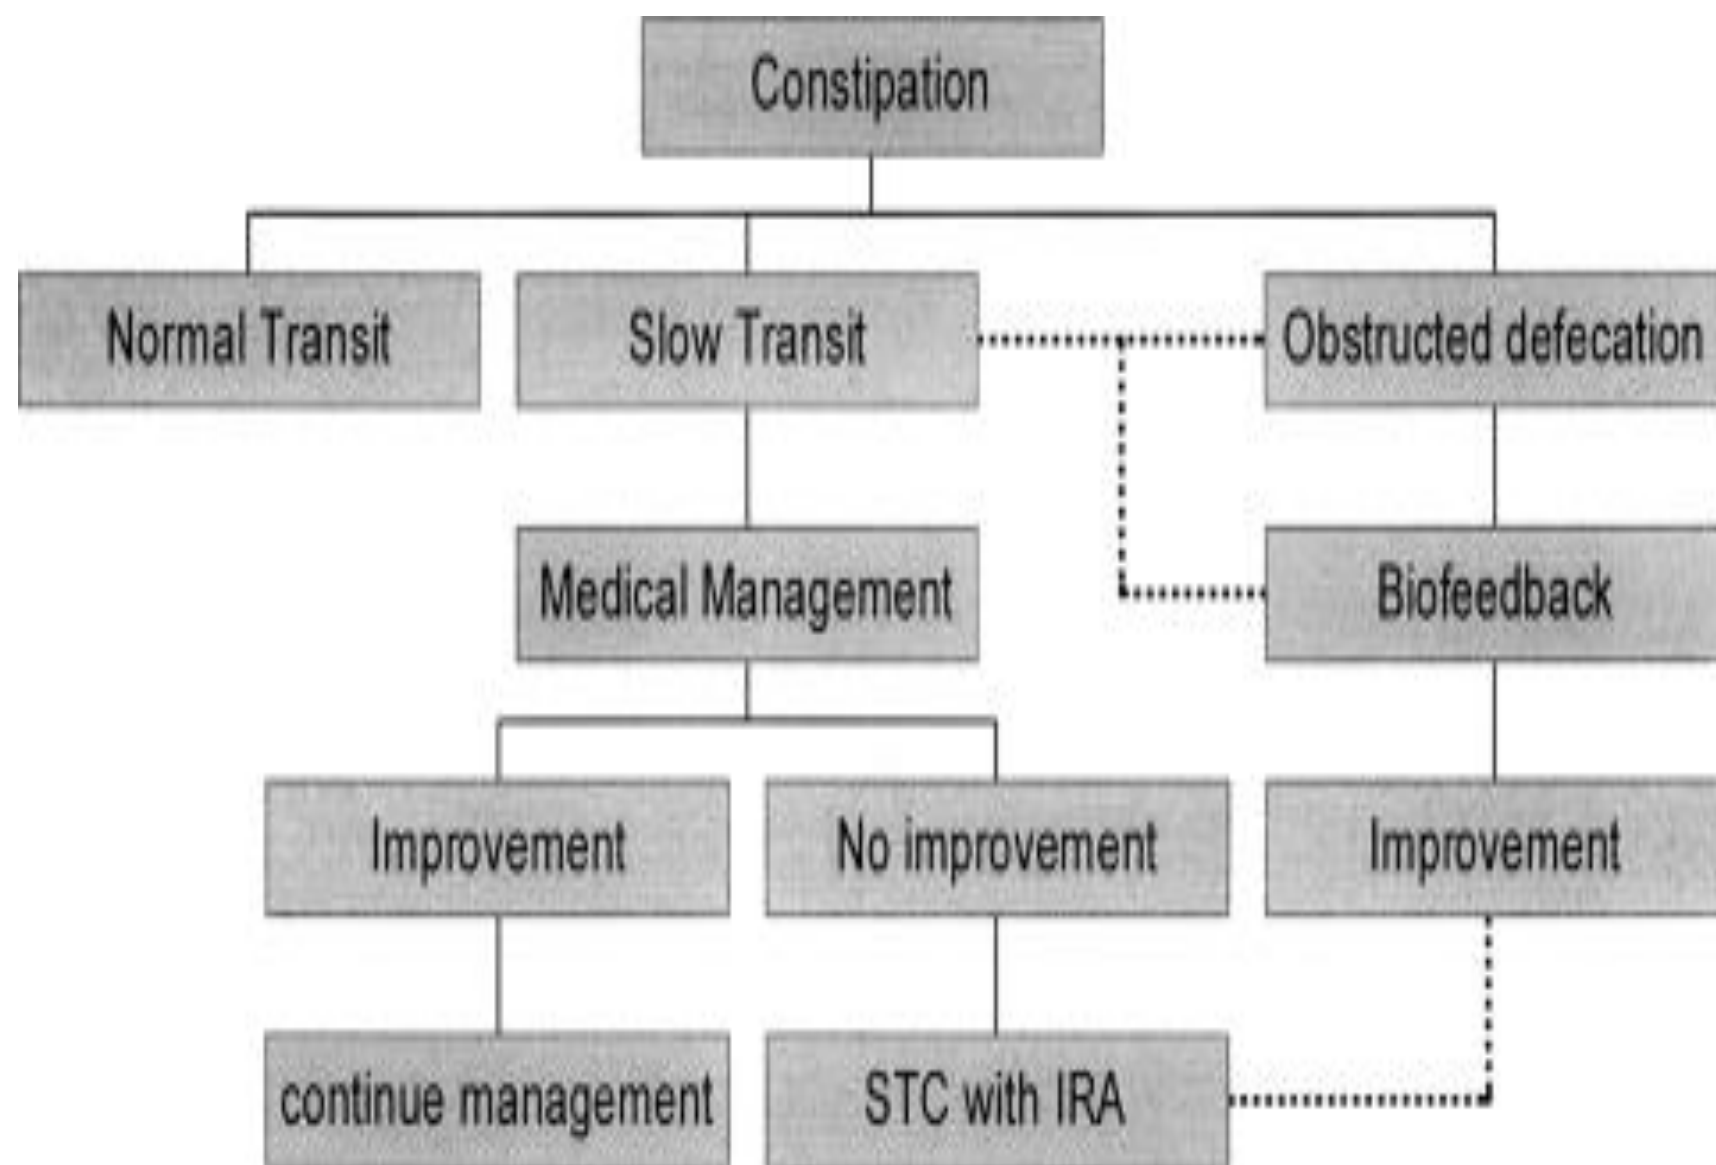 Constipation
Normal Transit
Slow Transit
Obstructed defecation
Medical Management
Biofeedback
Improvement
No improvement
Improvement
continue management
STC with IRA